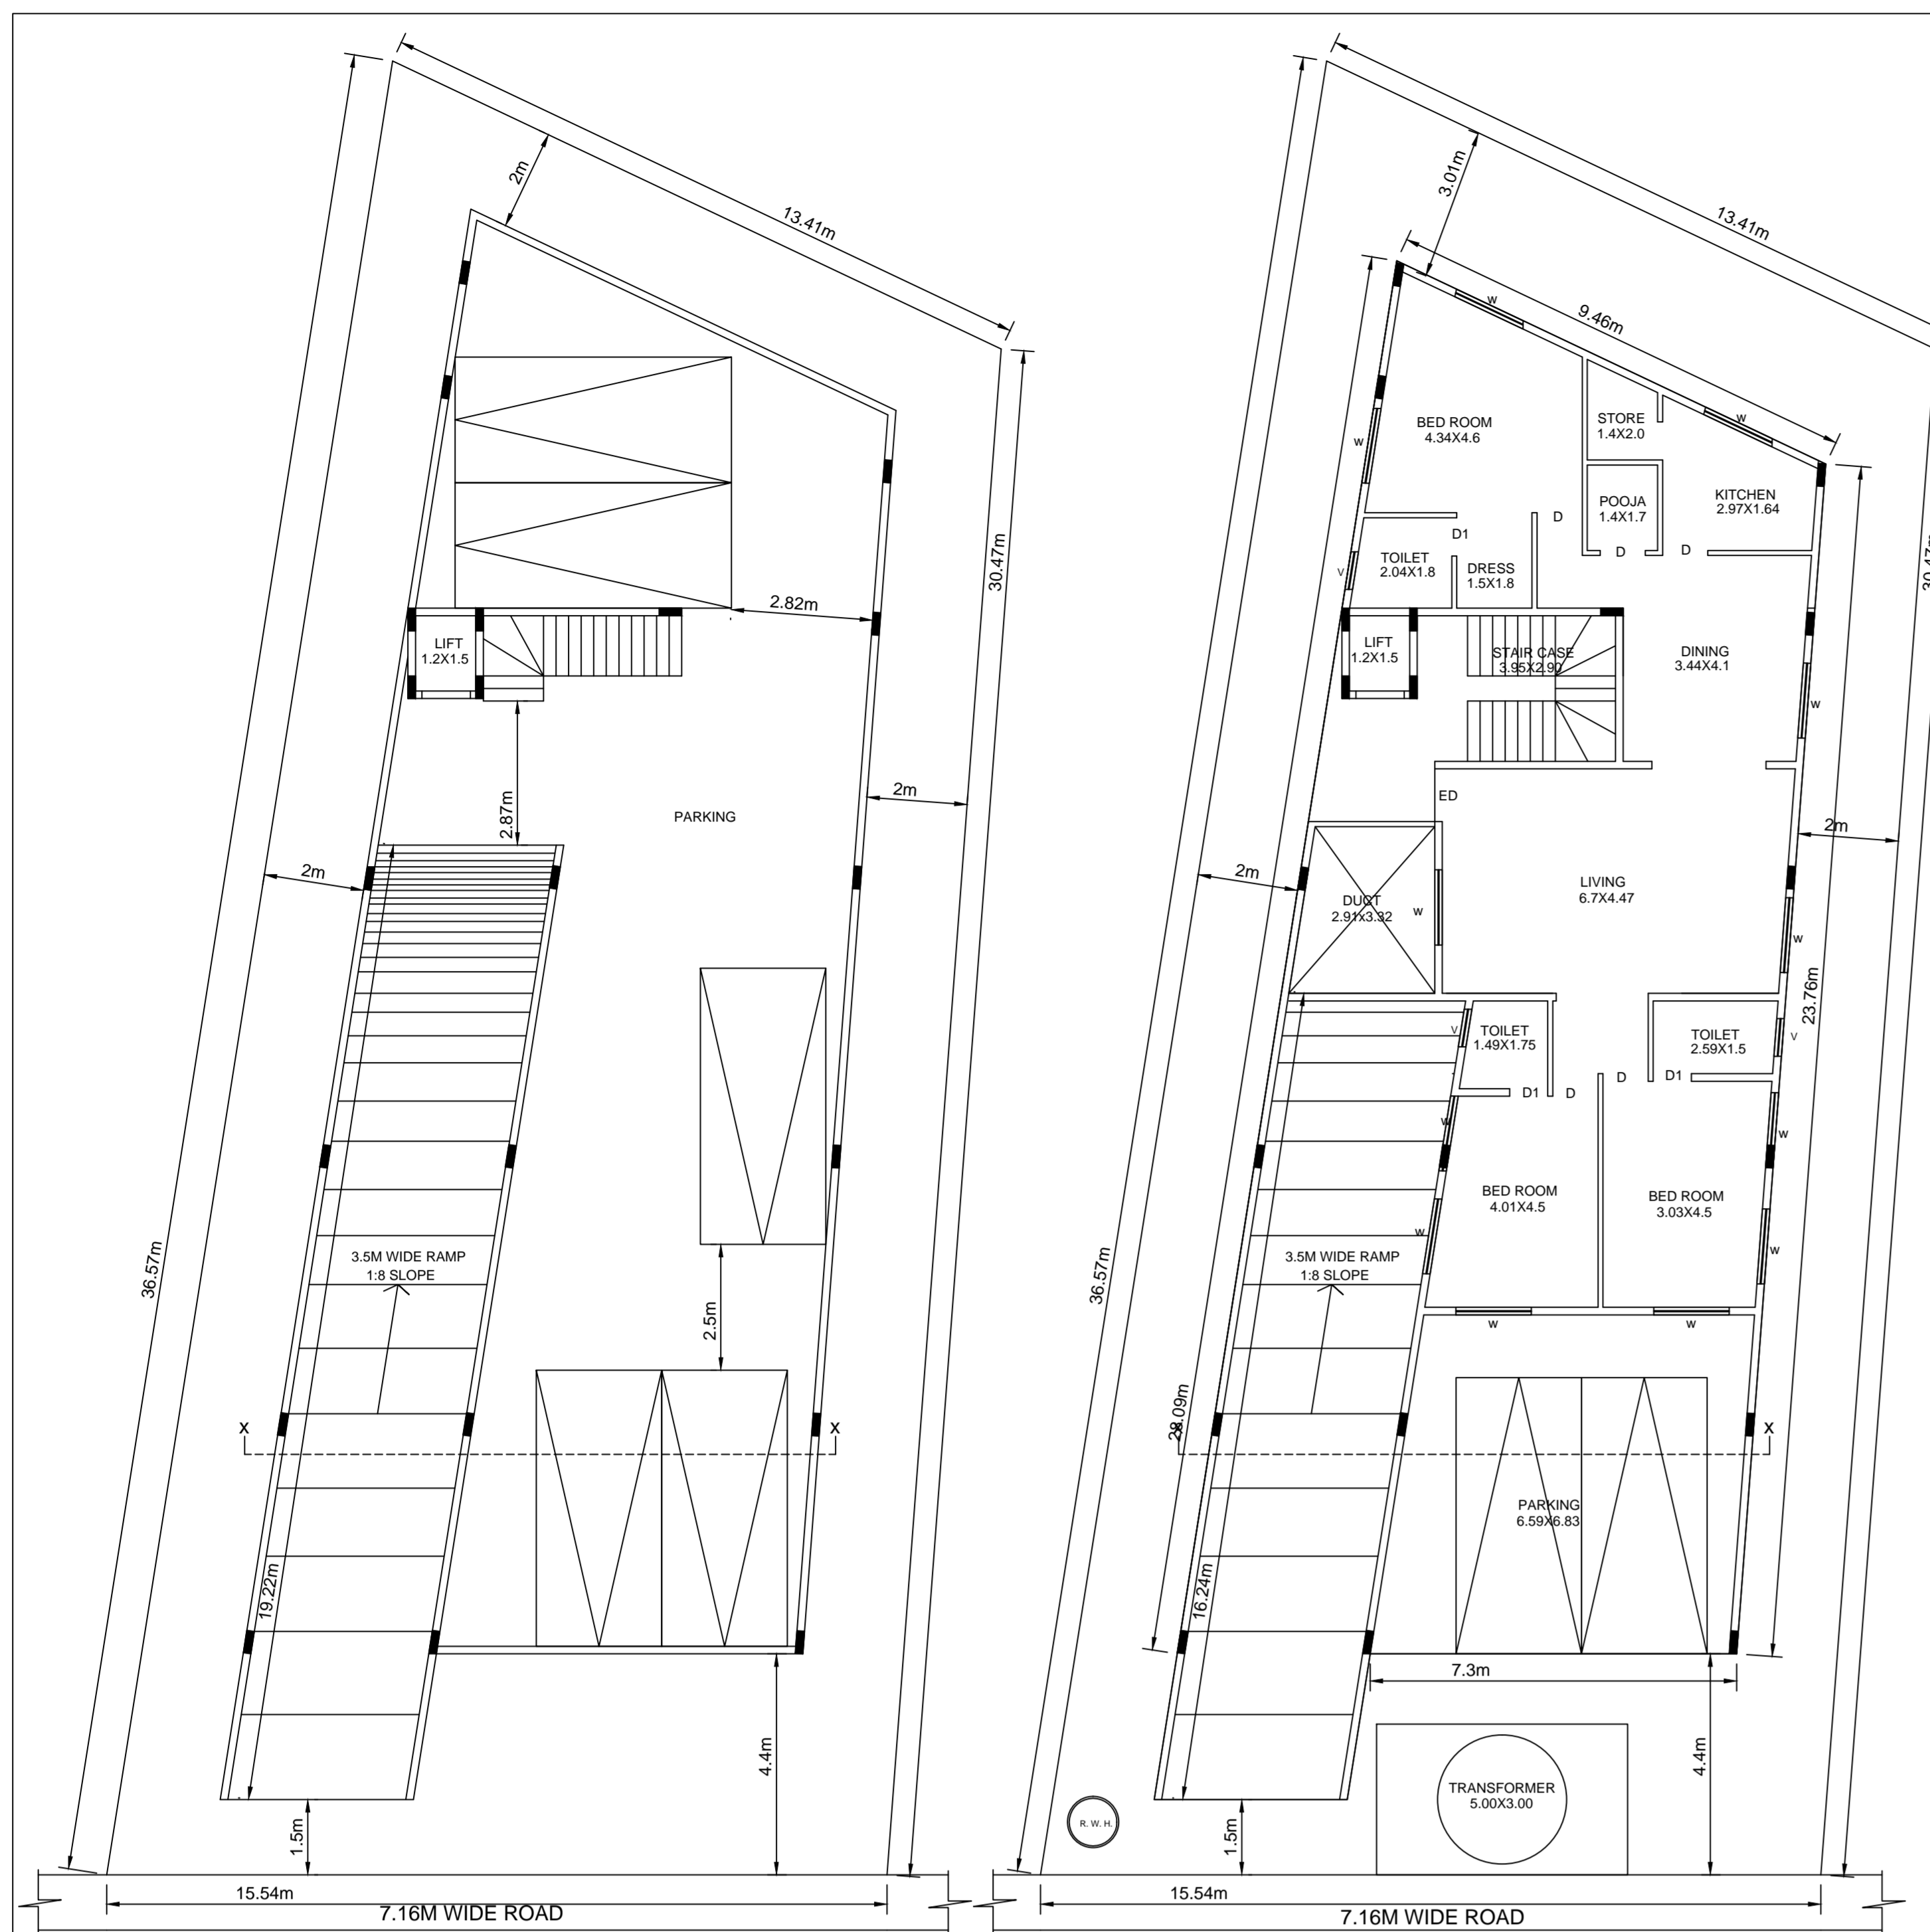 13.41m
2m
30.47m
2.82m
LIFT
1.2X1.5
2.87m
PARKING
2m
2m
36.57m
3.5M WIDE RAMP
1:8 SLOPE
2.5m
X
X
19.22m
4.4m
1.5m
15.54m
7.16M WIDE ROAD
13.41m
3.01m
9.46m
W
W
W
BED ROOM
4.34X4.6
STORE
1.4X2.0
POOJA
1.4X1.7
KITCHEN
2.97X1.64
D
D
D
D1
TOILET
2.04X1.8
V
DRESS
1.5X1.8
30.47m
LIFT
1.2X1.5
STAIR CASE
3.95X2.90
DINING
3.44X4.1
W
ED
2m
2m
DUCT
2.91X3.32
W
LIVING
6.7X4.47
W
23.76m
V
TOILET
1.49X1.75
TOILET
2.59X1.5
V
D1
D
D
D1
W
W
BED ROOM
4.01X4.5
BED ROOM
3.03X4.5
W
W
36.57m
3.5M WIDE RAMP
1:8 SLOPE
W
W
28.09m
X
PARKING
6.59X6.83
16.24m
7.3m
4.4m
TRANSFORMER
5.00X3.00
R. W. H.
1.5m
15.54m
7.16M WIDE ROAD